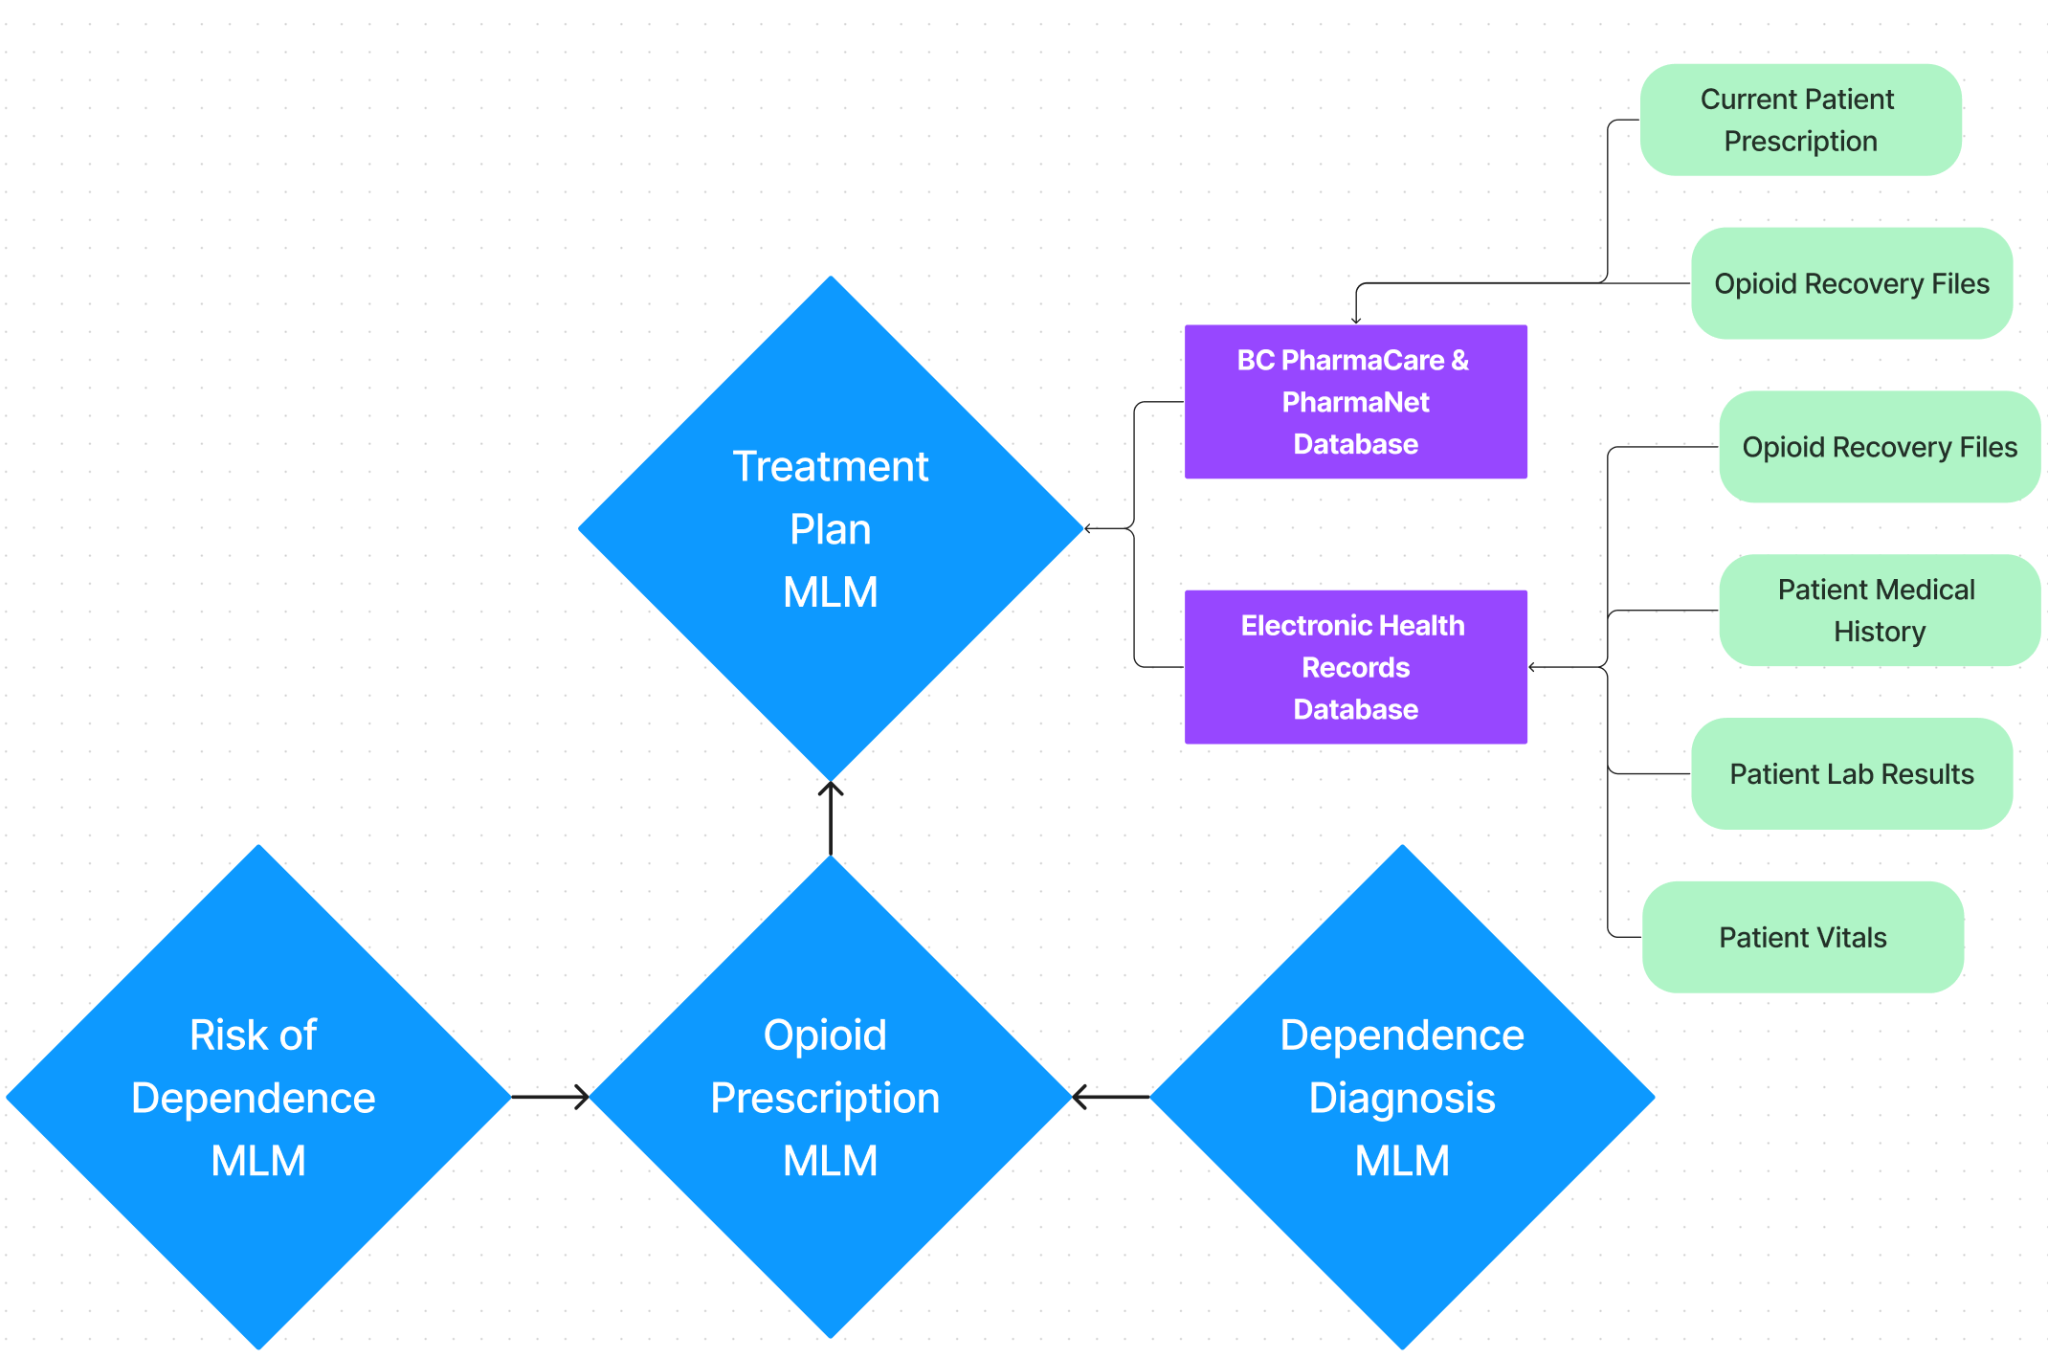 Current Patient
Prescription
Opioid Recovery Files
BC PharmaCare &
PharmaNet
Database
Opioid Recovery Files
Treatment
Plan
MLM
Patient Medical
History
Electronic Health
Records
Database
Patient Lab Results
Patient Vitals
Risk of
Dependence
MLM
Opioid
Prescription
MLM
Dependence
Diagnosis
MLM